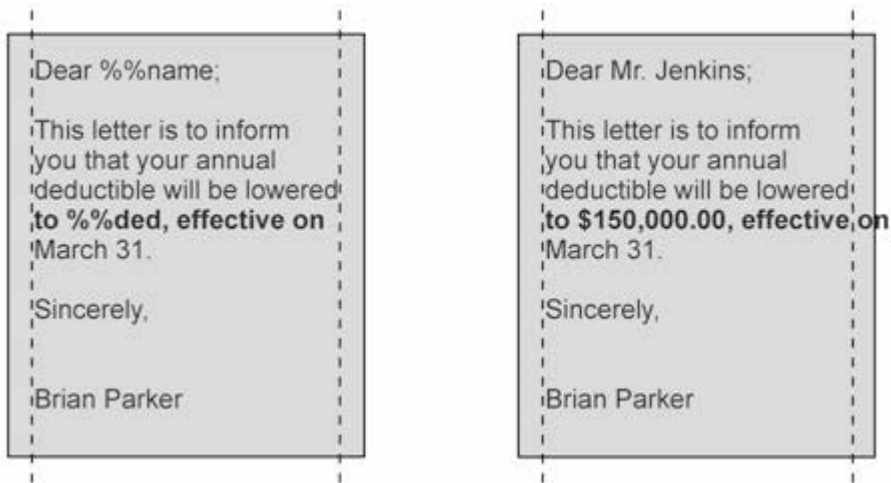 Dear %%name;
This letter is to inform
you that your annual
deductible will be lowered
to %%ded, effective on
March 31.
Sincerely,
Brian Parker
Dear Mr. Jenkins;
This letter is to inform
you that your annual
deductible will be lowered
to $150,000.00, effective on
March 31.
Sincerely,
Brian Parker